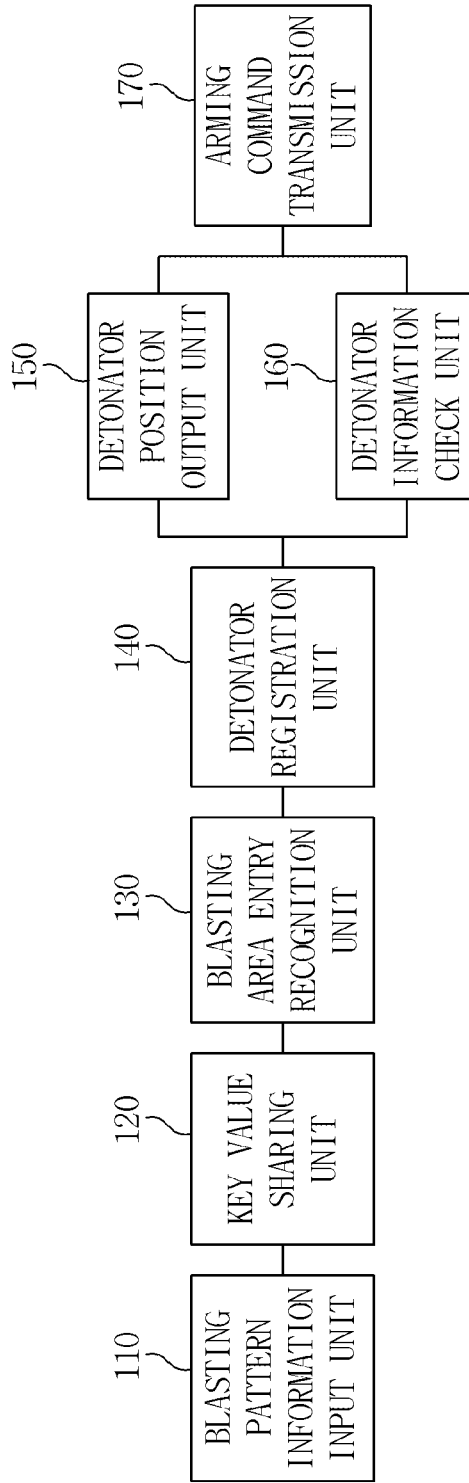 110
BLASTING
PATTERN
INFORMATION
INPUT UNIT
120
KEY VALUE
SHARING
UNIT
130
BLASTING
AREA ENTRY
RECOGNITION
UNIT
140
DETONATOR
REGISTRATION
UNIT
150
DETONATOR
POSITION
OUTPUT UNIT
160
DETONATOR
INFORMATION
CHECK UNIT
170
ARMING
COMMAND
TRANSMISSION
UNIT